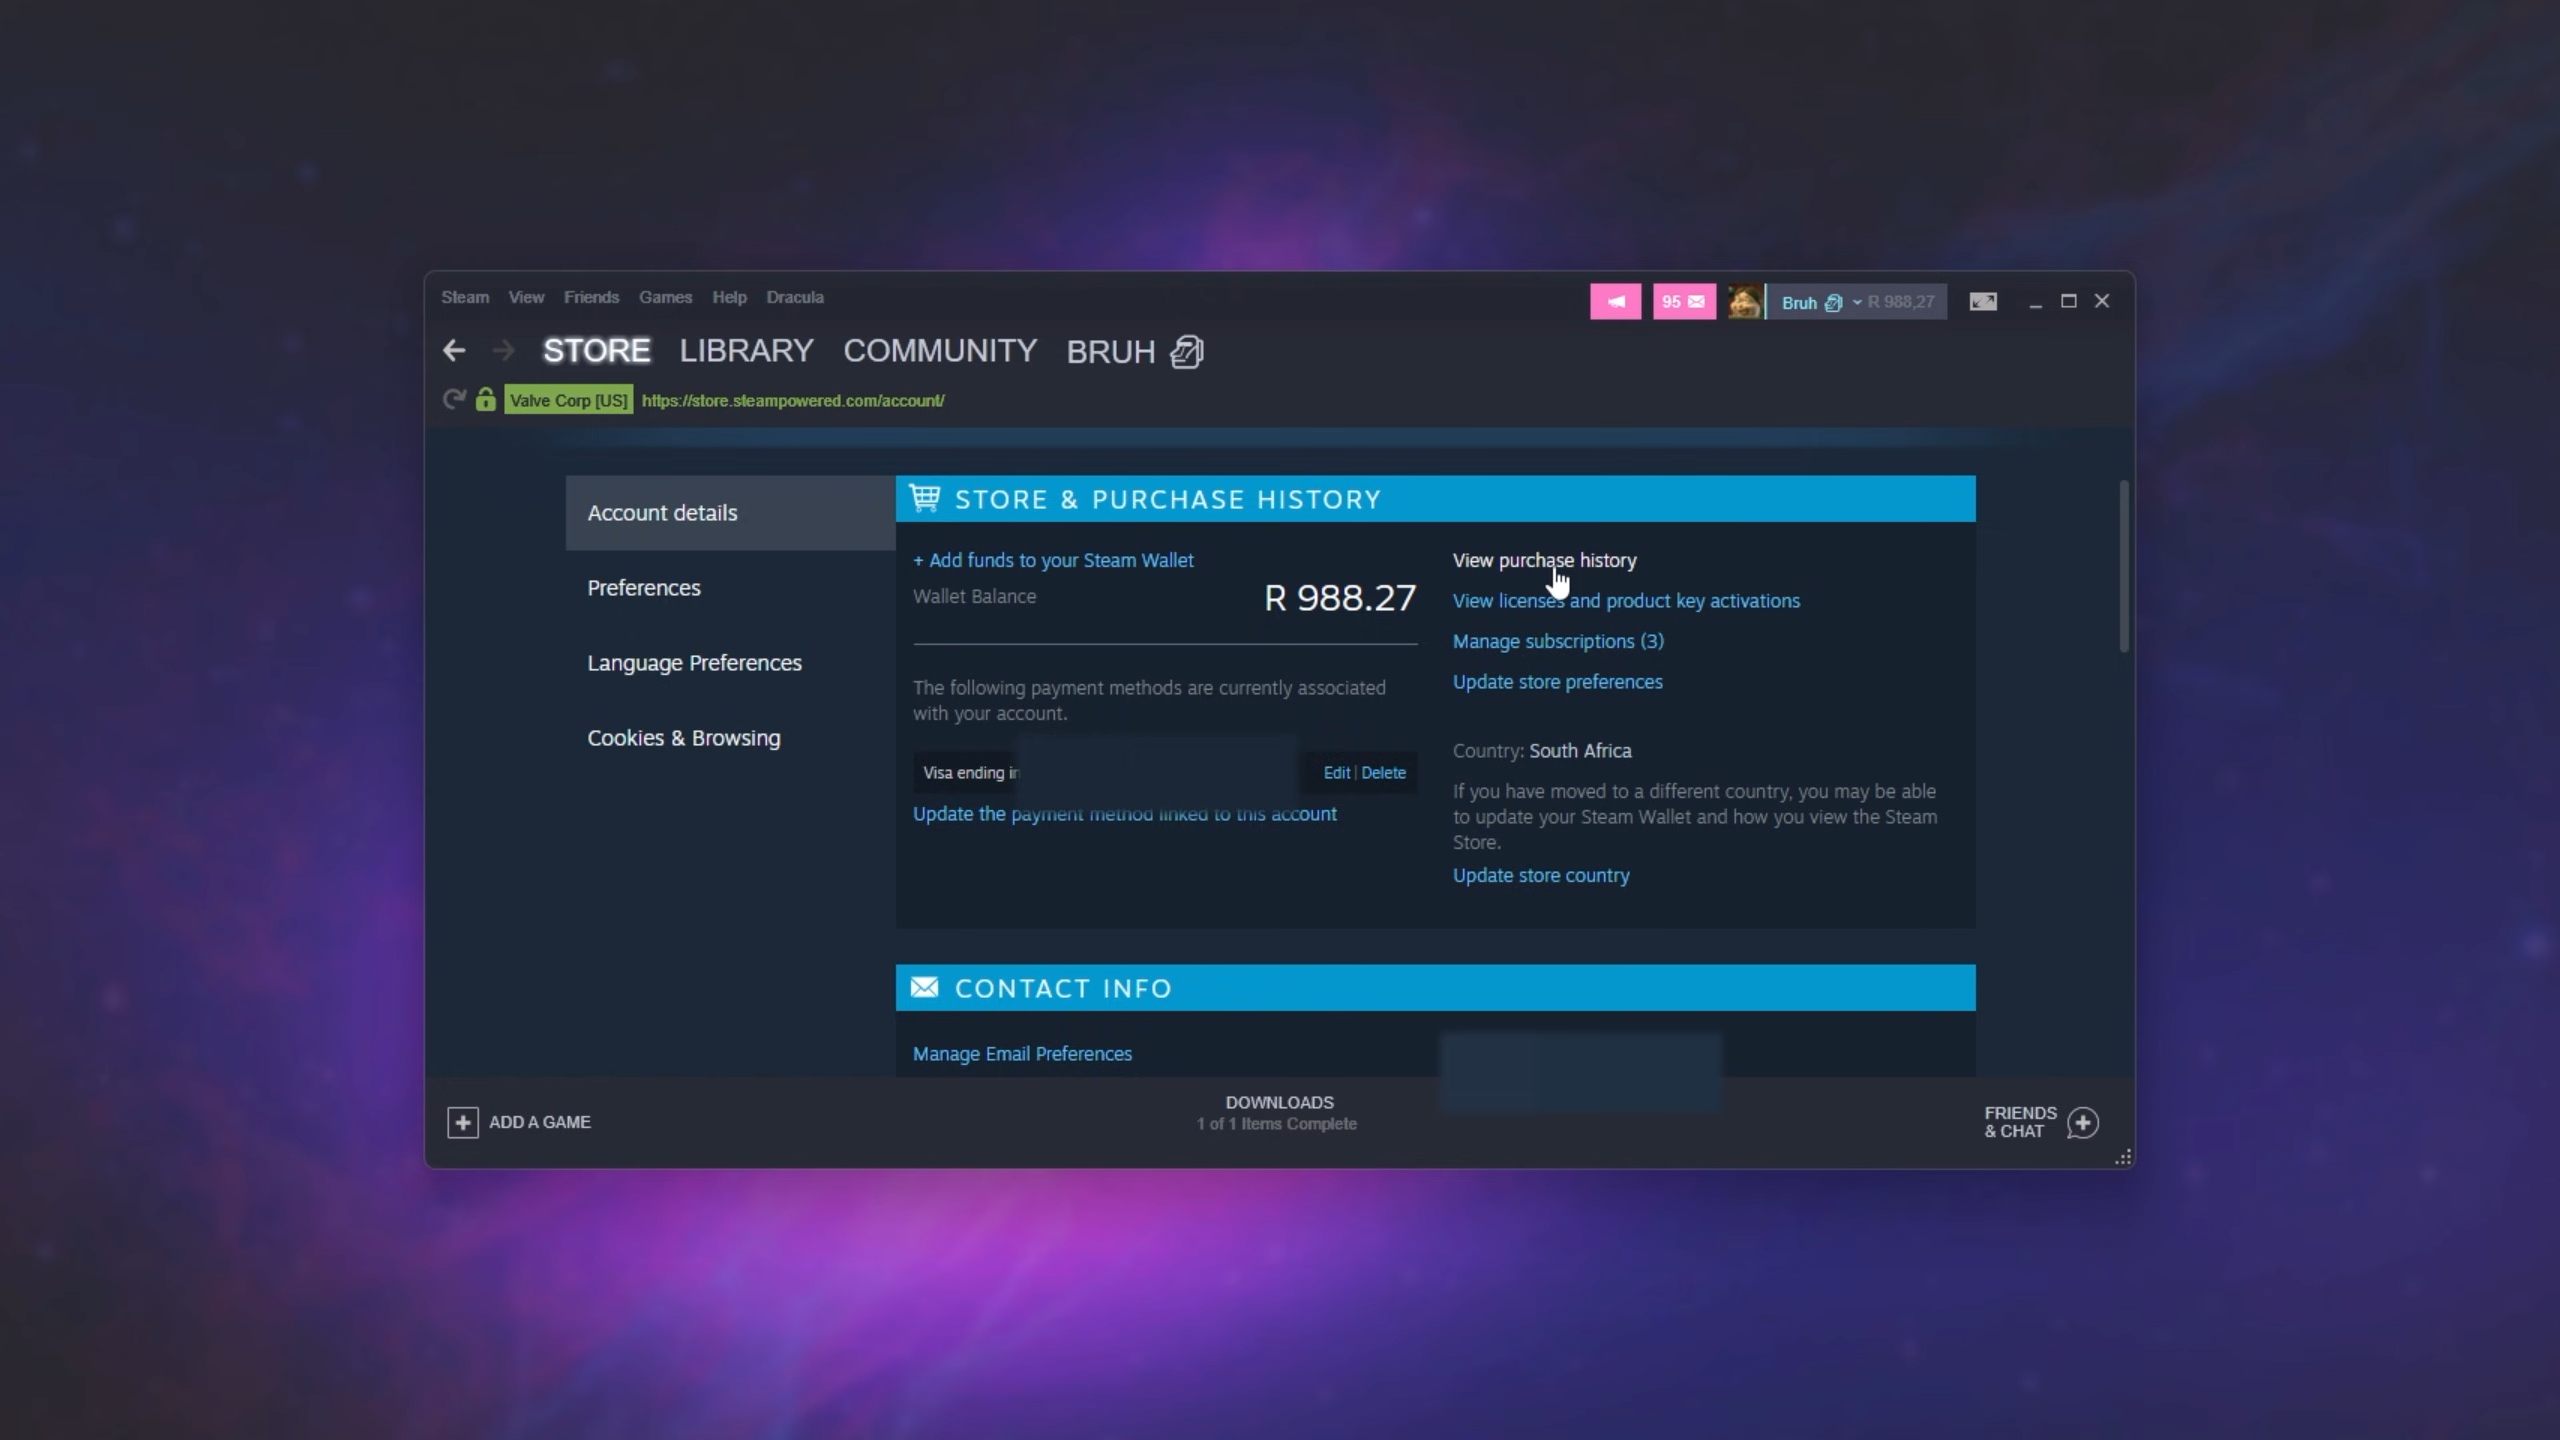 Steam View Friends Games Help Dracula
95 Bruh R 988,27
STORE LIBRARY COMMUNITY BRUH
Valve Corp [US] https://store.steampowered.com/account/
Account details
Preferences
Language Preferences
Cookies & Browsing
STORE & PURCHASE HISTORY
+ Add funds to your Steam Wallet
Wallet Balance R 988.27
The following payment methods are currently associated
with your account.
Visa ending in
Edit | Delete
Update the payment method linked to this account
View purchase history
View licenses and product key activations
Manage subscriptions (3)
Update store preferences
Country: South Africa
If you have moved to a different country, you may be able
to update your Steam Wallet and how you view the Steam
Store.
Update store country
CONTACT INFO
Manage Email Preferences
ADD A GAME
DOWNLOADS
1 of 1 Items Complete
FRIENDS
& CHAT